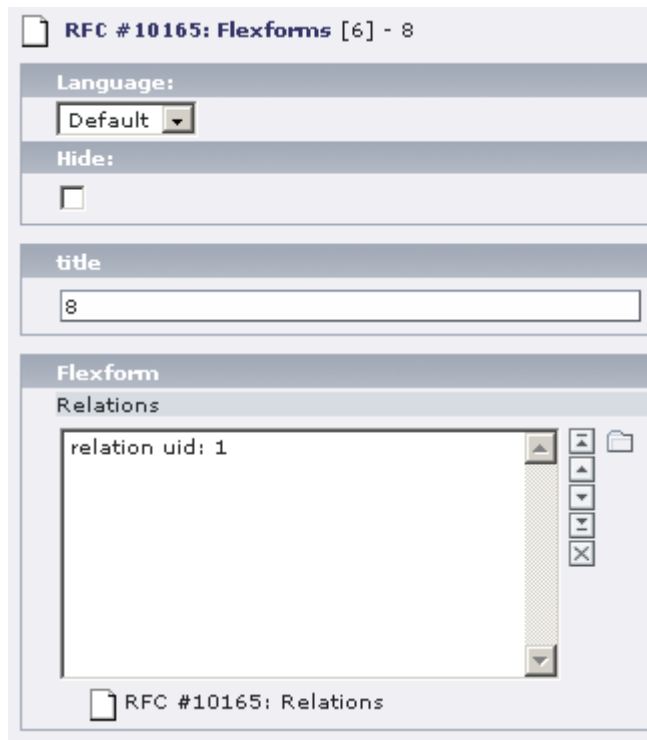 RFC #10165: Flexforms [6] - 8
Language:
Default
Hide:
title
8
Flexform
Relations
relation uid: 1
RFC #10165: Relations